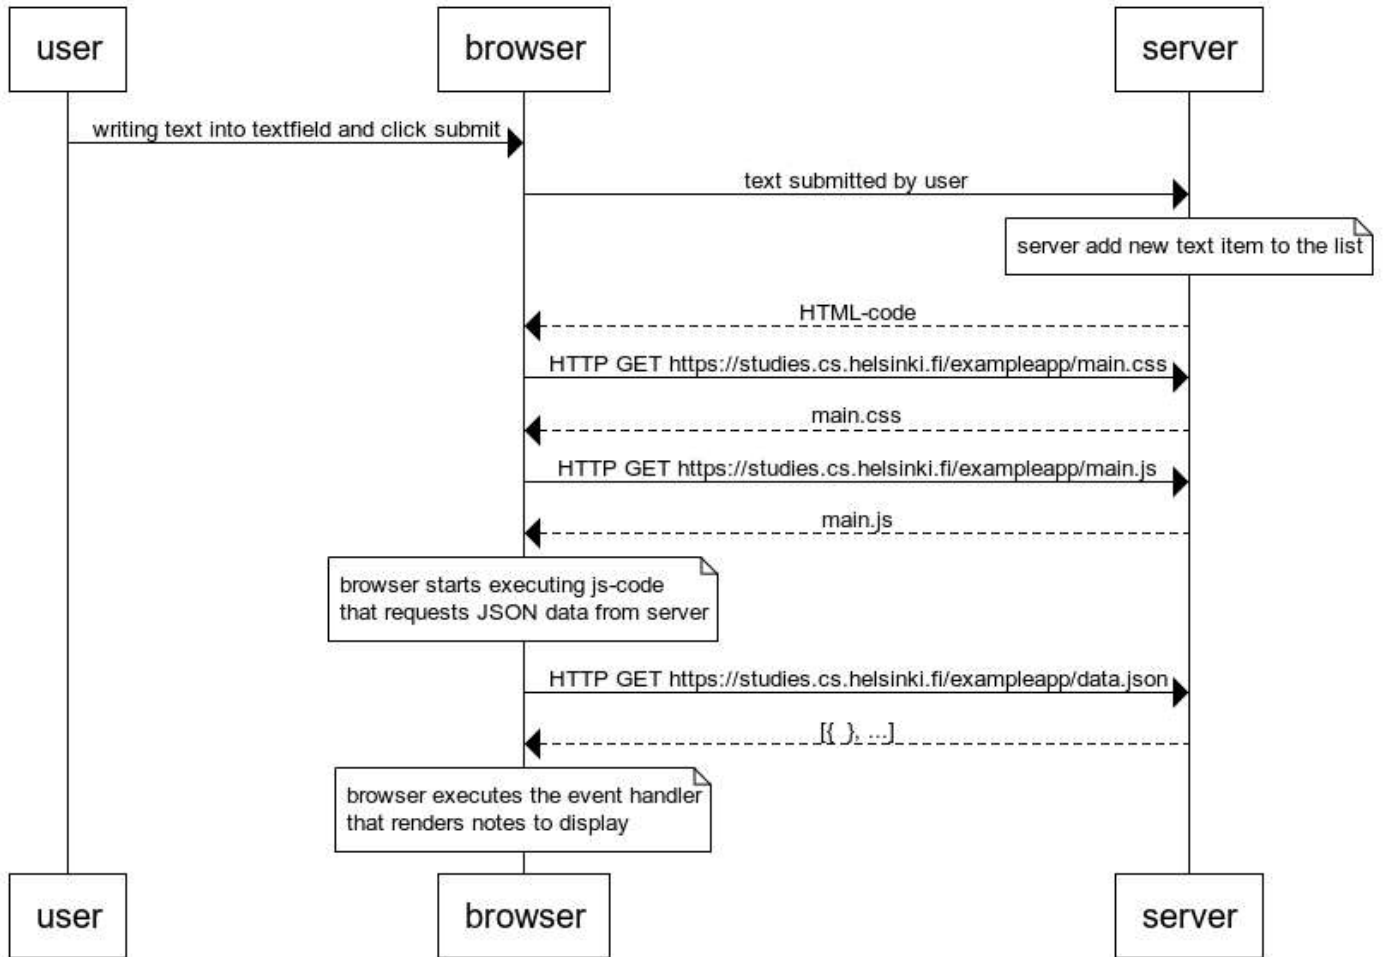 user
browser
server
writing text into textfield and click submit
text submitted by user
server add new text item to the list
HTML-code
HTTP GET https://studies.cs.helsinki.fi/exampleapp/main.css
main.css
HTTP GET https://studies.cs.helsinki.fi/exampleapp/main.js
main.js
browser starts executing js-code
that requests JSON data from server
HTTP GET https://studies.cs.helsinki.fi/exampleapp/data.json
[{  }, ...]
browser executes the event handler
that renders notes to display
user
browser
server